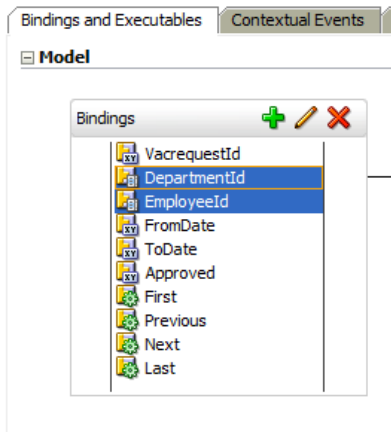 Bindings and Executables Contextual Events
Model
Bindings
VacrequestId
DepartmentId
EmployeeId
FromDate
ToDate
Approved
First
Previous
Next
Last